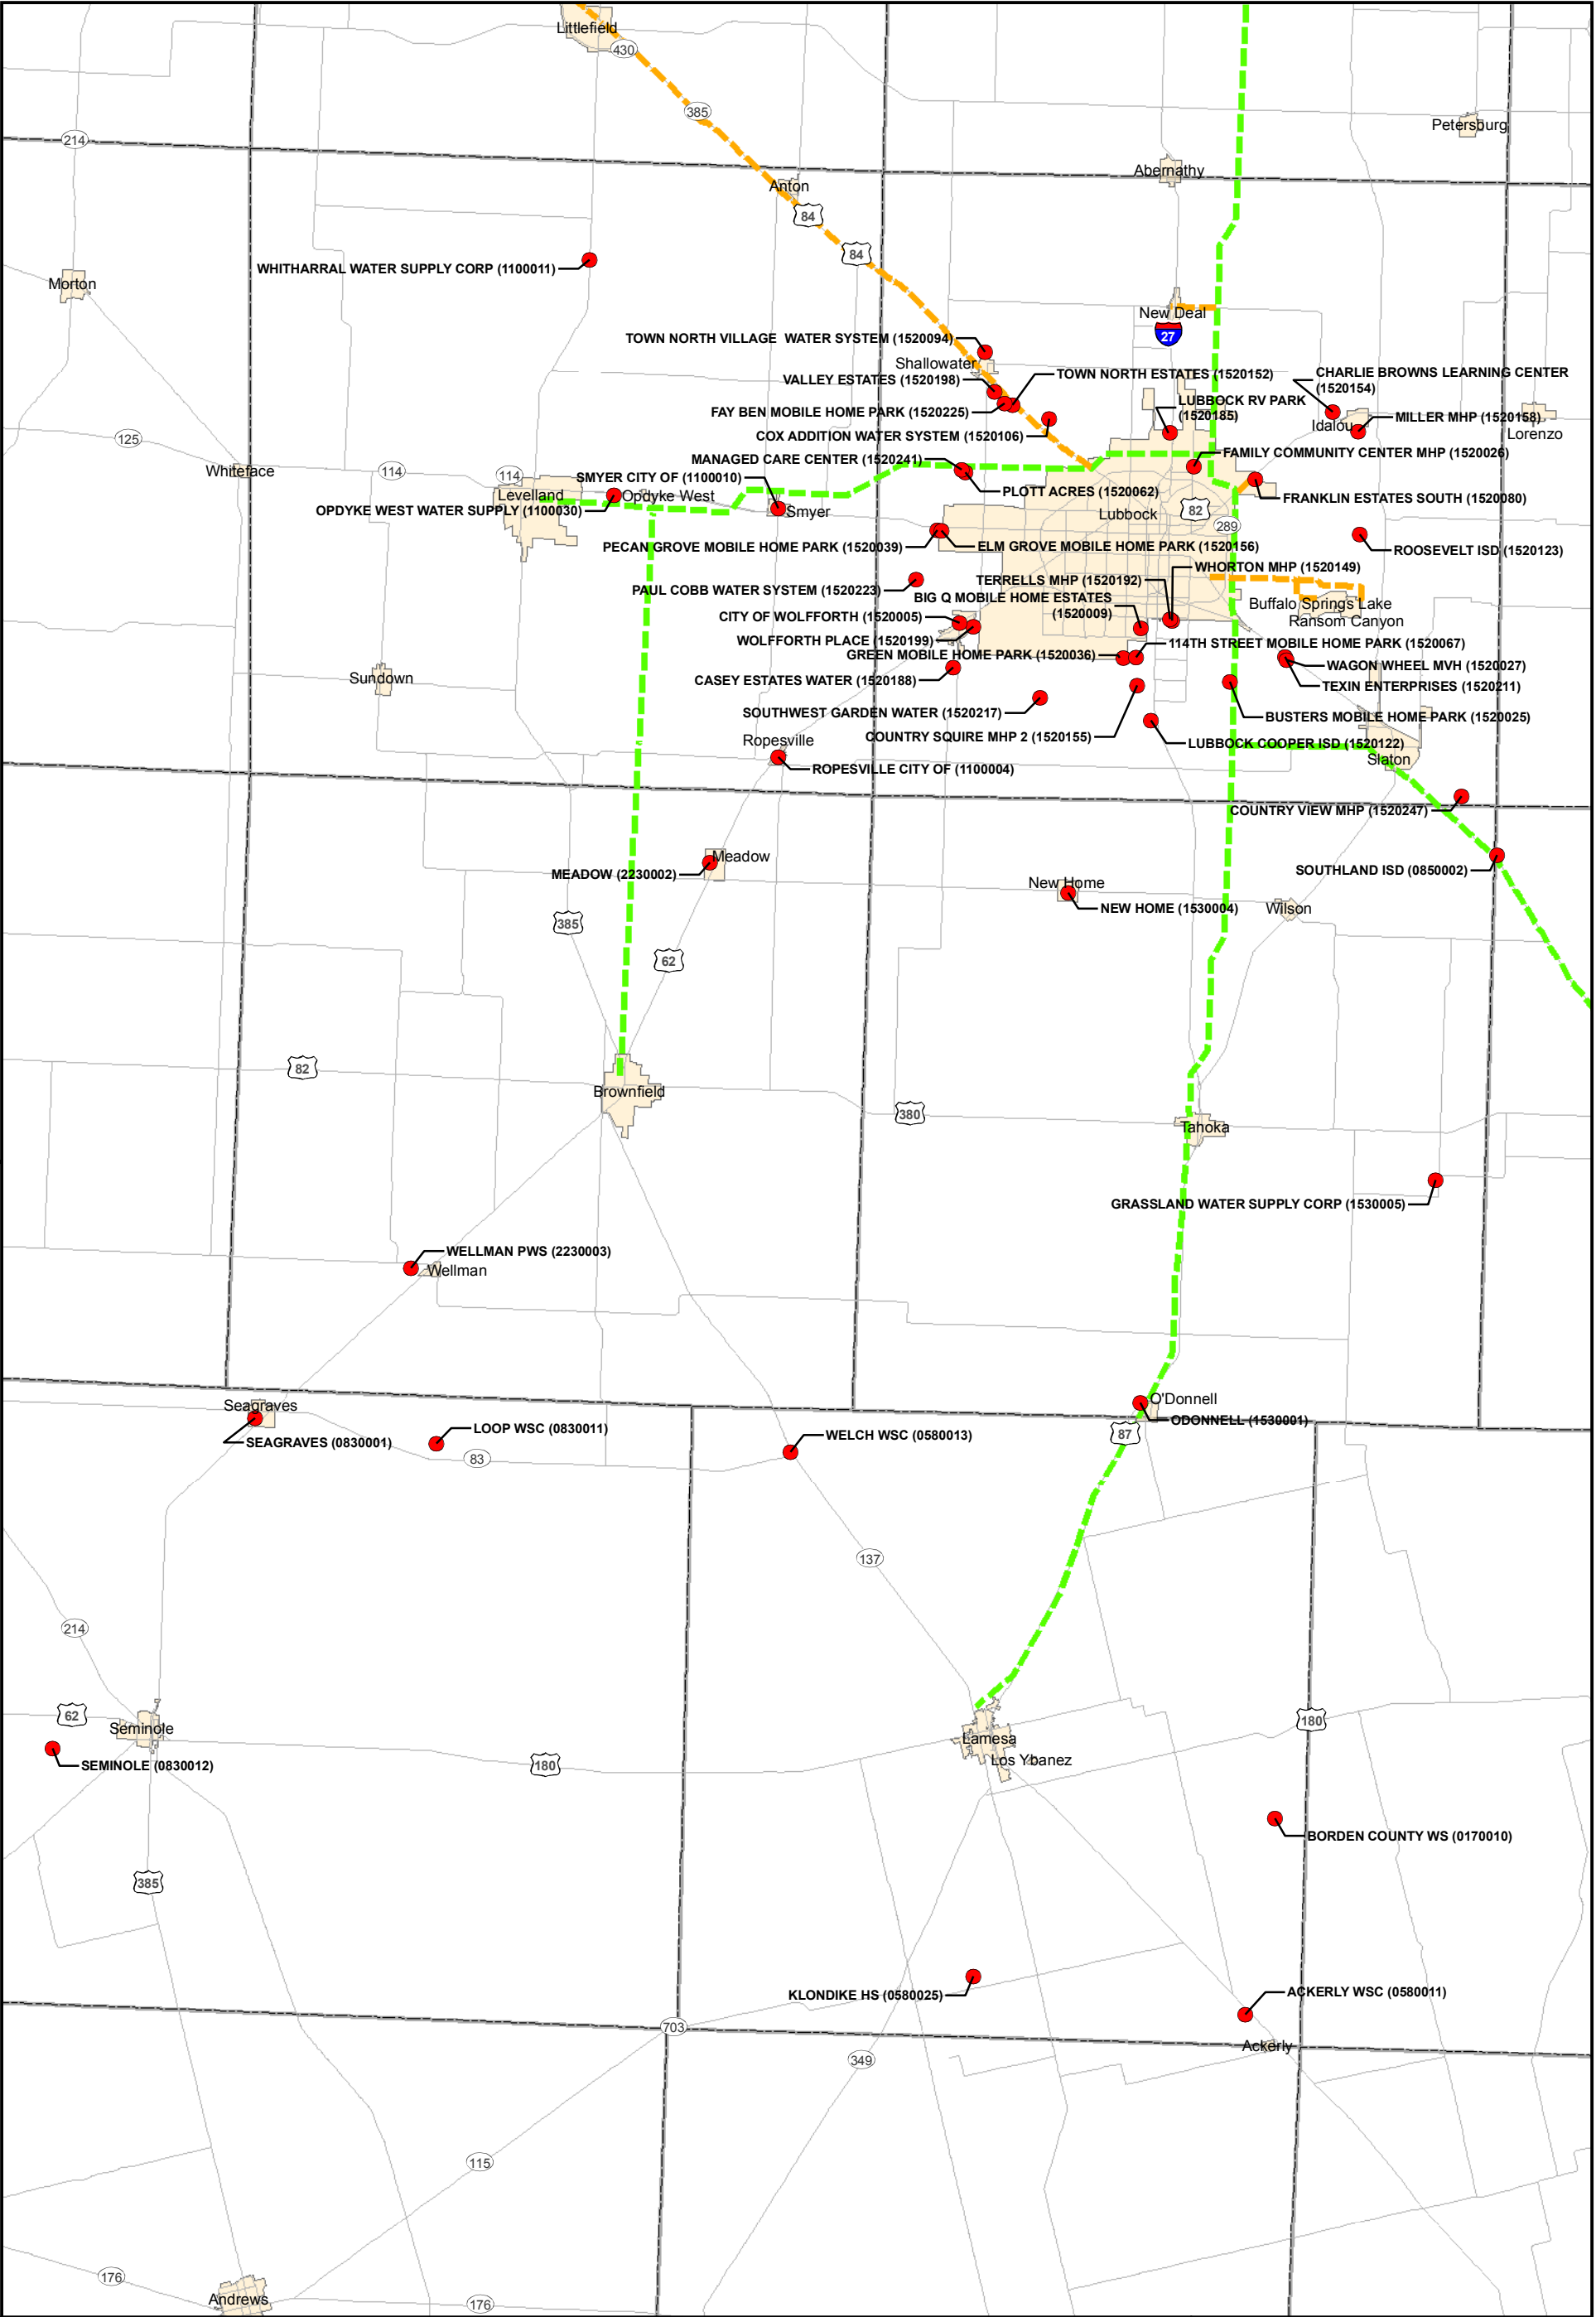 Littlefield
430
385
Petersburg
214
Abernathy
Anton
84
84
WHITHARRAL WATER SUPPLY CORP (1100011)
Morton
New Deal
27
TOWN NORTH VILLAGE  WATER SYSTEM (1520094)
Shallowater
VALLEY ESTATES (1520198)
TOWN NORTH ESTATES (1520152)
CHARLIE BROWNS LEARNING CENTER
(1520154)
LUBBOCK RV PARK
(1520185)
FAY BEN MOBILE HOME PARK (1520225)
MILLER MHP (1520158)
Idalou
Lorenzo
COX ADDITION WATER SYSTEM (1520106)
125
FAMILY COMMUNITY CENTER MHP (1520026)
MANAGED CARE CENTER (1520241)
Whiteface
114
114
SMYER CITY OF (1100010)
PLOTT ACRES (1520062)
FRANKLIN ESTATES SOUTH (1520080)
Levelland
Opdyke West
OPDYKE WEST WATER SUPPLY (1100030)
Smyer
Lubbock
82
289
PECAN GROVE MOBILE HOME PARK (1520039)
ELM GROVE MOBILE HOME PARK (1520156)
ROOSEVELT ISD (1520123)
WHORTON MHP (1520149)
TERRELLS MHP (1520192)
PAUL COBB WATER SYSTEM (1520223)
BIG Q MOBILE HOME ESTATES
(1520009)
Buffalo Springs Lake
Ransom Canyon
CITY OF WOLFFORTH (1520005)
WOLFFORTH PLACE (1520199)
114TH STREET MOBILE HOME PARK (1520067)
GREEN MOBILE HOME PARK (1520036)
WAGON WHEEL MVH (1520027)
Sundown
CASEY ESTATES WATER (1520188)
TEXIN ENTERPRISES (1520211)
SOUTHWEST GARDEN WATER (1520217)
BUSTERS MOBILE HOME PARK (1520025)
COUNTRY SQUIRE MHP 2 (1520155)
Ropesville
LUBBOCK COOPER ISD (1520122)
Slaton
ROPESVILLE CITY OF (1100004)
COUNTRY VIEW MHP (1520247)
Meadow
MEADOW (2230002)
SOUTHLAND ISD (0850002)
New Home
NEW HOME (1530004)
Wilson
385
62
82
Brownfield
380
Tahoka
GRASSLAND WATER SUPPLY CORP (1530005)
WELLMAN PWS (2230003)
Wellman
O'Donnell
Seagraves
ODONNELL (1530001)
LOOP WSC (0830011)
WELCH WSC (0580013)
87
SEAGRAVES (0830001)
83
137
214
62
Seminole
180
Lamesa
Los Ybanez
SEMINOLE (0830012)
180
BORDEN COUNTY WS (0170010)
385
KLONDIKE HS (0580025)
ACKERLY WSC (0580011)
703
Ackerly
349
115
176
Andrews
176